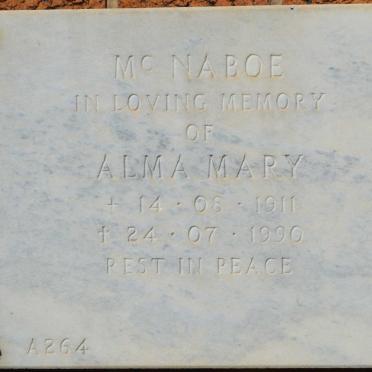 Mc NABOE
IN LOVING MEMORY
OF
ALMA MARY
+ 14 · 08 · 1911
† 24 · 07 · 1990
REST IN PEACE
A264